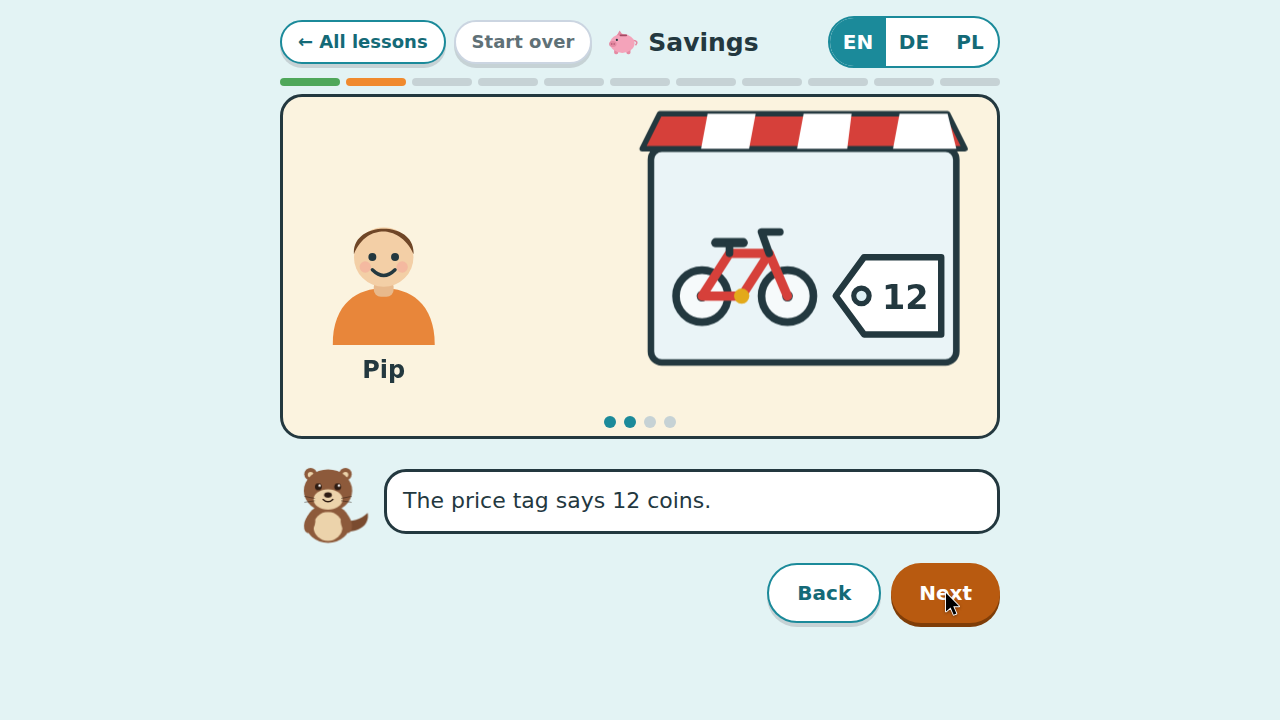 ← All lessons
Start over
Savings
EN DE PL
12
Pip
The price tag says 12 coins.
Back
Next